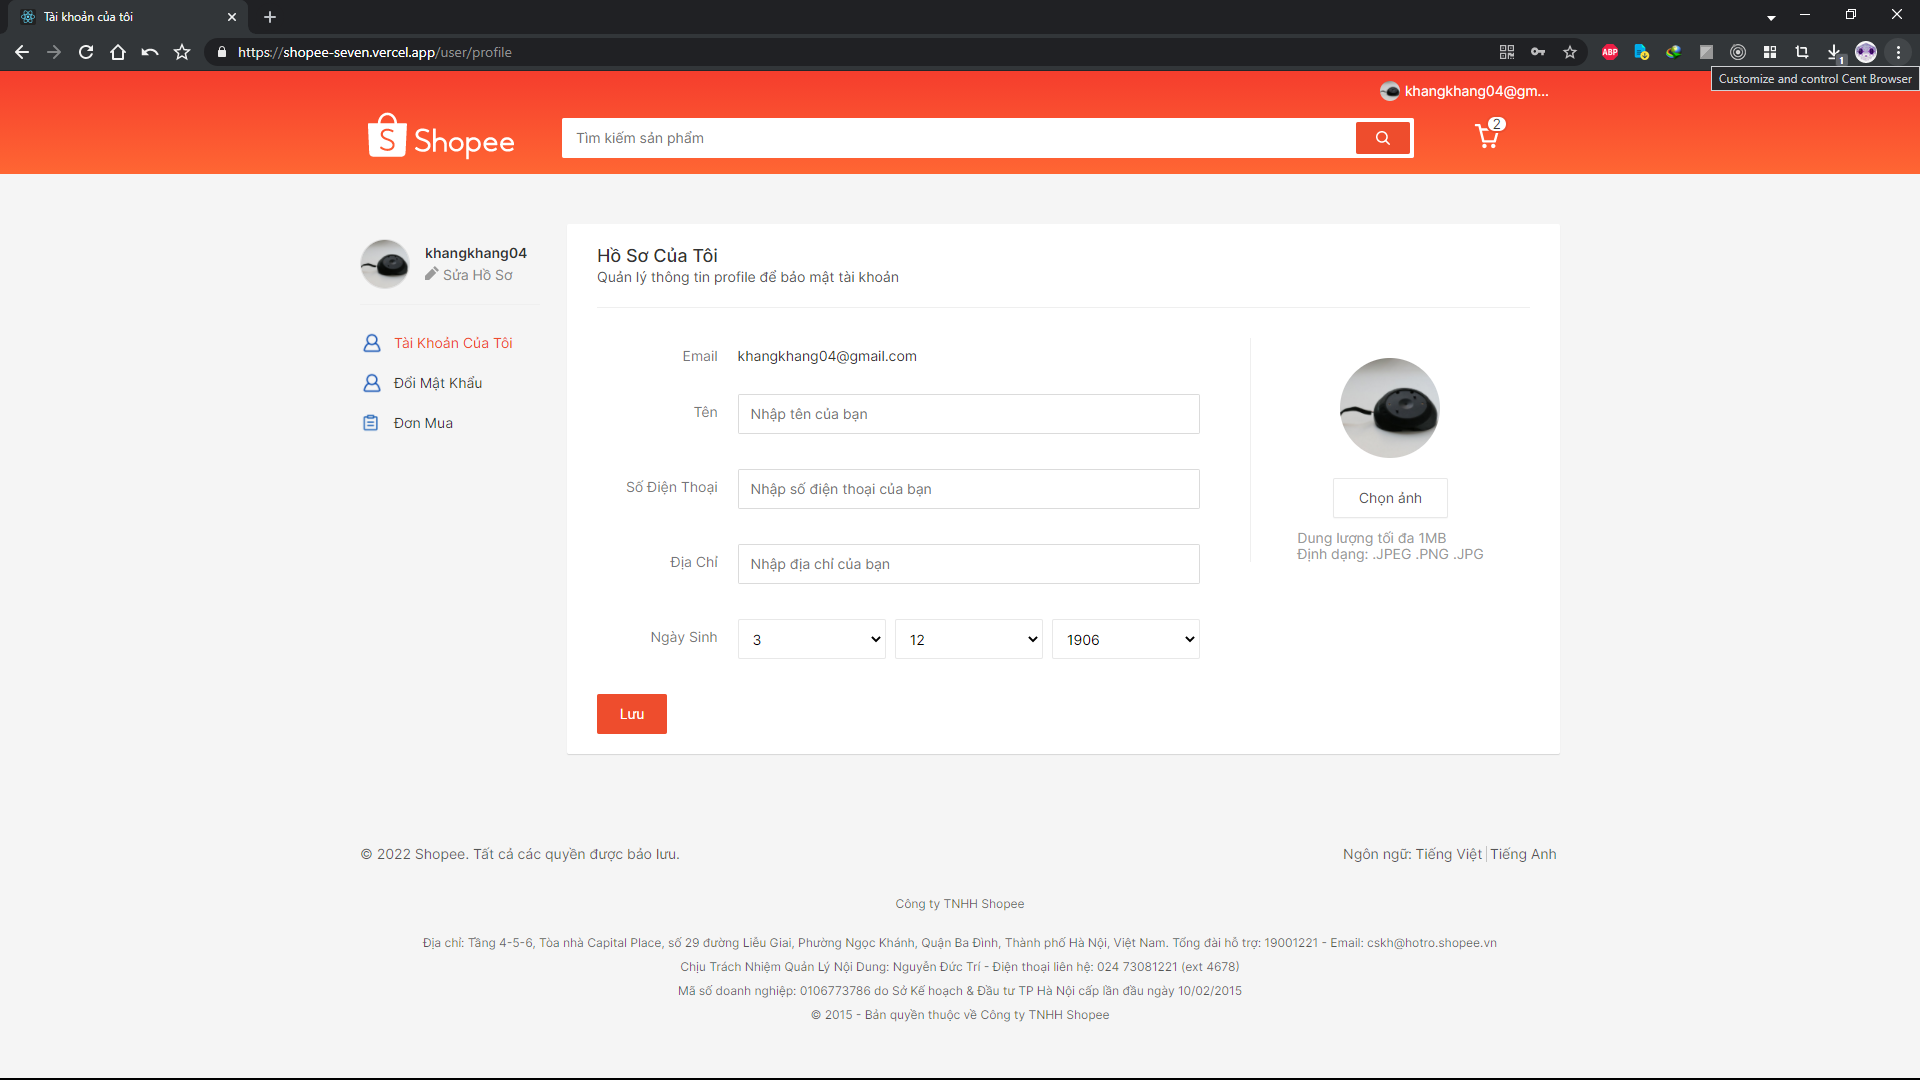 Tài khoản của tôi
https://shopee-seven.vercel.app/user/profile
ABP
1
Customize and control Cent Browser
khangkhang04@gm...
S Shopee
Tìm kiếm sản phẩm
2
khangkhang04
Sửa Hồ Sơ
Tài Khoản Của Tôi
Đổi Mật Khẩu
Đơn Mua
Hồ Sơ Của Tôi
Quản lý thông tin profile để bảo mật tài khoản
Email khangkhang04@gmail.com
Tên Nhập tên của bạn
Số Điện Thoại Nhập số điện thoại của bạn
Địa Chỉ Nhập địa chỉ của bạn
Ngày Sinh 3 12 1906
Lưu
Chọn ảnh
Dung lượng tối đa 1MB
Định dạng: .JPEG .PNG .JPG
© 2022 Shopee. Tất cả các quyền được bảo lưu.
Ngôn ngữ: Tiếng Việt Tiếng Anh
Công ty TNHH Shopee
Địa chỉ: Tầng 4-5-6, Tòa nhà Capital Place, số 29 đường Liễu Giai, Phường Ngọc Khánh, Quận Ba Đình, Thành phố Hà Nội, Việt Nam. Tổng đài hỗ trợ: 19001221 - Email: cskh@hotro.shopee.vn
Chịu Trách Nhiệm Quản Lý Nội Dung: Nguyễn Đức Trí - Điện thoại liên hệ: 024 73081221 (ext 4678)
Mã số doanh nghiệp: 0106773786 do Sở Kế hoạch & Đầu tư TP Hà Nội cấp lần đầu ngày 10/02/2015
© 2015 - Bản quyền thuộc về Công ty TNHH Shopee